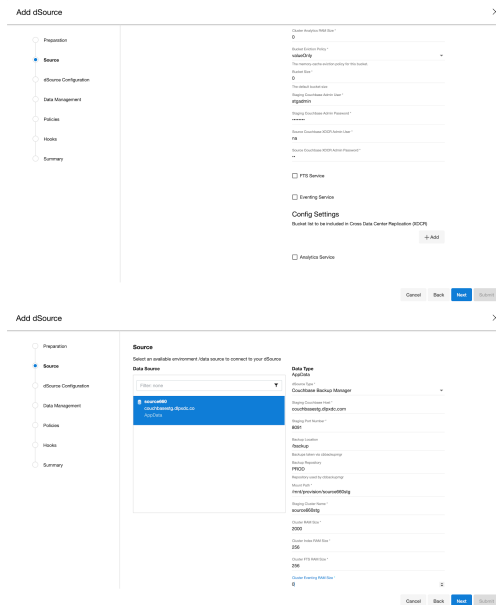 Add dSource
Preparation
Source
dSource Configuration
Data Management
Policies
Hooks
Summary
Cluster Analytics RAM Size *
0
Bucket Eviction Policy *
valueOnly
The memory cache eviction policy for this bucket.
Bucket Size *
0
The default bucket size
Staging Couchbase Admin User *
stgadmin
Staging Couchbase Admin Password *
••••••••
Source Couchbase XDCR Admin User *
na
Source Couchbase XDCR Admin Password *
••
FTS Service
Eventing Service
Config Settings
Bucket list to be included in Cross Data Center Replication (XDCR)
+ Add
Analytics Service
Cancel Back Next Submit
Add dSource
Preparation
Source
dSource Configuration
Data Management
Policies
Hooks
Summary
Source
Select an available environment /data source to connect to your dSource
Data Source
Filter: none
source660
couchbasestg.dlpxdc.co
AppData
Data Type
AppData
dSource Type *
Couchbase Backup Manager
Staging Couchbase Host *
couchbasestg.dlpxdc.com
Staging Port Number *
8091
Backup Location
/backup
Backup Repository
PROD
Mount Path *
/mnt/provision/source660stg
Staging Cluster Name *
source660stg
Cluster RAM Size *
2000
Cluster Index RAM Size *
256
Cluster FTS RAM Size *
256
Cluster Eventing RAM Size *
Cancel Back Next Submit